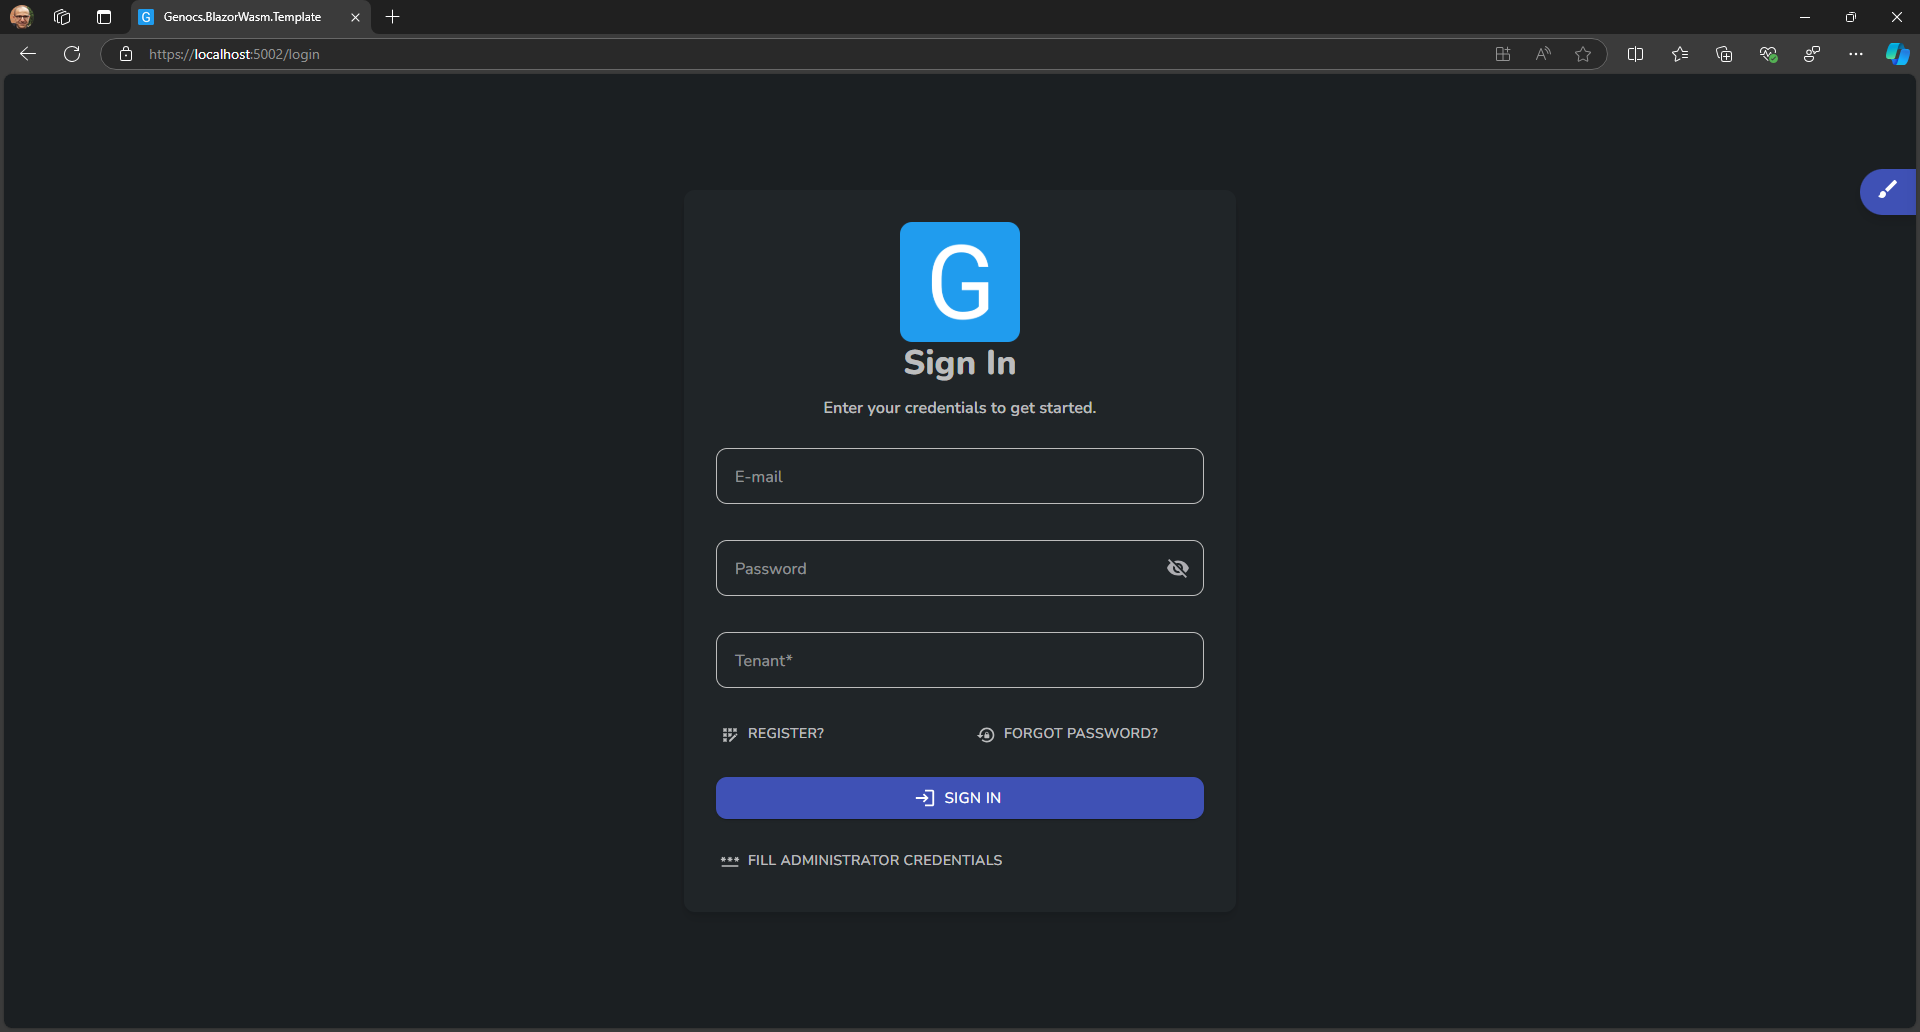 G Genocs.BlazorWasm.Template
https://localhost:5002/login
G
Sign In
Enter your credentials to get started.
E-mail
Password
Tenant*
REGISTER? FORGOT PASSWORD?
SIGN IN
*** FILL ADMINISTRATOR CREDENTIALS